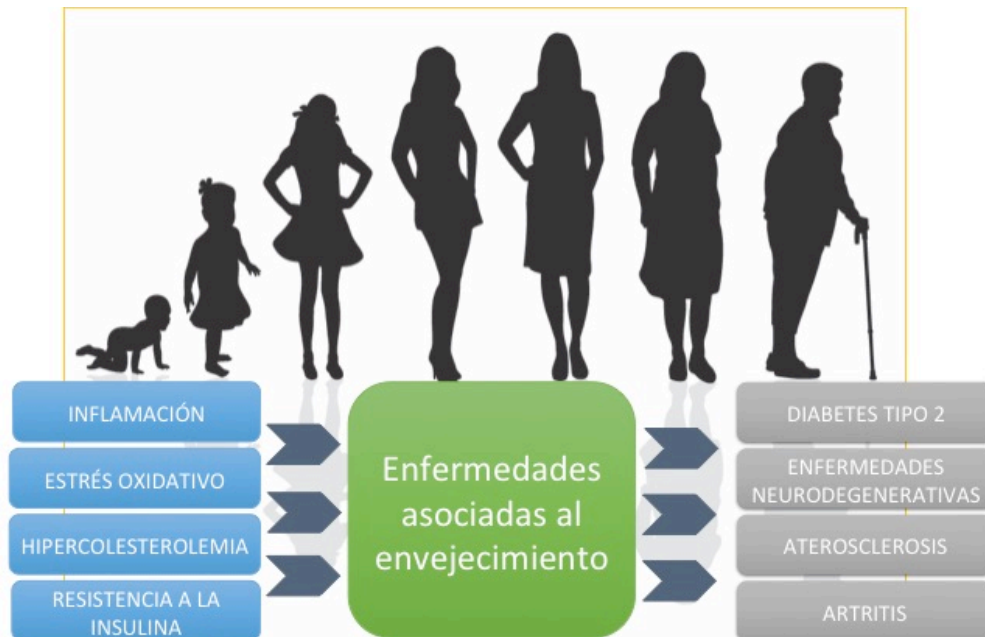 INFLAMACIÓN
ESTRÉS OXIDATIVO
HIPERCOLESTEROLEMIA
RESISTENCIA A LA
INSULINA
Enfermedades
asociadas al
envejecimiento
DIABETES TIPO 2
ENFERMEDADES
NEURODEGENERATIVAS
ATEROSCLEROSIS
ARTRITIS